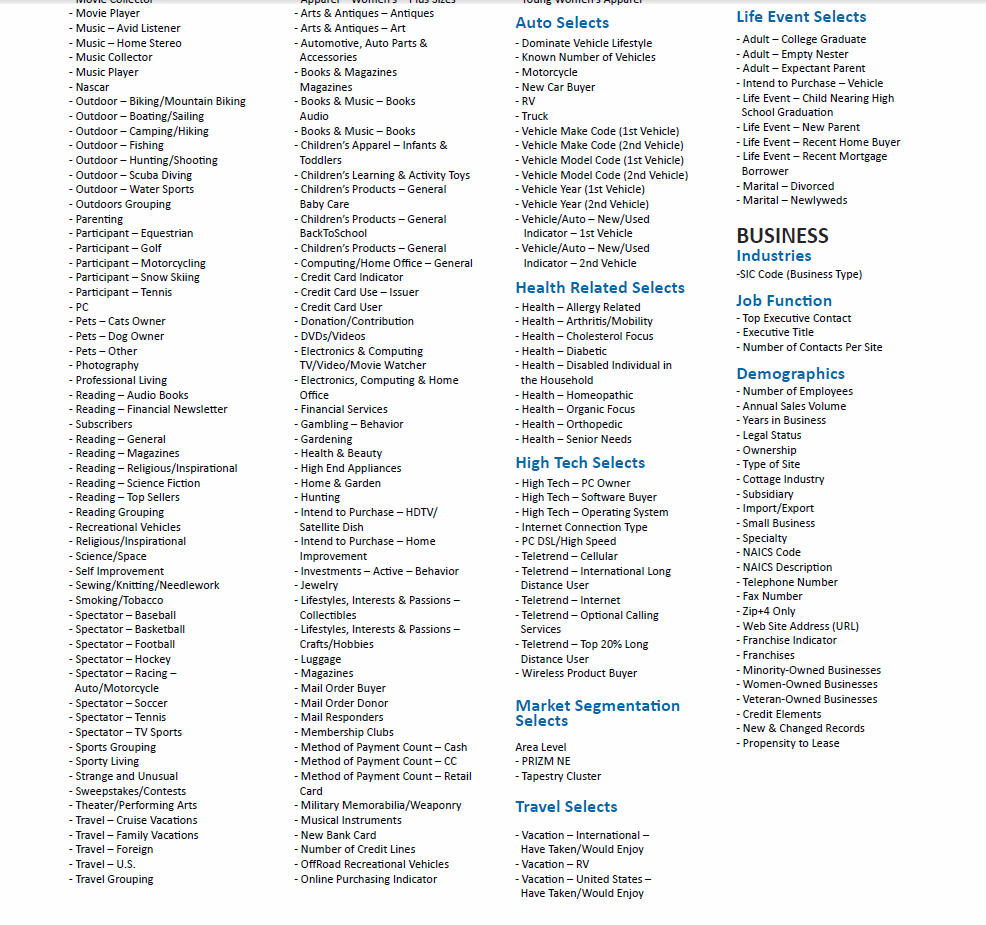 - Movie Collector
- Movie Player
- Music – Avid Listener
- Music – Home Stereo
- Music Collector
- Music Player
- Nascar
- Outdoor – Biking/Mountain Biking
- Outdoor – Boating/Sailing
- Outdoor – Camping/Hiking
- Outdoor – Fishing
- Outdoor – Hunting/Shooting
- Outdoor – Scuba Diving
- Outdoor – Water Sports
- Outdoors Grouping
- Parenting
- Participant – Equestrian
- Participant – Golf
- Participant – Motorcycling
- Participant – Snow Skiing
- Participant – Tennis
- PC
- Pets – Cats Owner
- Pets – Dog Owner
- Pets – Other
- Photography
- Professional Living
- Reading – Audio Books
- Reading – Financial Newsletter
- Subscribers
- Reading – General
- Reading – Magazines
- Reading – Religious/Inspirational
- Reading – Science Fiction
- Reading – Top Sellers
- Reading Grouping
- Recreational Vehicles
- Religious/Inspirational
- Science/Space
- Self Improvement
- Sewing/Knitting/Needlework
- Smoking/Tobacco
- Spectator – Baseball
- Spectator – Basketball
- Spectator – Football
- Spectator – Hockey
- Spectator – Racing –
Auto/Motorcycle
- Spectator – Soccer
- Spectator – Tennis
- Spectator – TV Sports
- Sports Grouping
- Sporty Living
- Strange and Unusual
- Sweepstakes/Contests
- Theater/Performing Arts
- Travel – Cruise Vacations
- Travel – Family Vacations
- Travel – Foreign
- Travel – U.S.
- Travel Grouping
- Apparel – Women's – Plus Sizes
- Arts & Antiques – Antiques
- Arts & Antiques – Art
- Automotive, Auto Parts &
Accessories
- Books & Magazines
Magazines
- Books & Music – Books
Audio
- Books & Music – Books
- Children's Apparel – Infants &
Toddlers
- Children's Learning & Activity Toys
- Children's Products – General
Baby Care
- Children's Products – General
BackToSchool
- Children's Products – General
- Computing/Home Office – General
- Credit Card Indicator
- Credit Card Use – Issuer
- Credit Card User
- Donation/Contribution
- DVDs/Videos
- Electronics & Computing
TV/Video/Movie Watcher
- Electronics, Computing & Home
Office
- Financial Services
- Gambling – Behavior
- Gardening
- Health & Beauty
- High End Appliances
- Home & Garden
- Hunting
- Intend to Purchase – HDTV/
Satellite Dish
- Intend to Purchase – Home
Improvement
- Investments – Active – Behavior
- Jewelry
- Lifestyles, Interests & Passions –
Collectibles
- Lifestyles, Interests & Passions –
Crafts/Hobbies
- Luggage
- Magazines
- Mail Order Buyer
- Mail Order Donor
- Mail Responders
- Membership Clubs
- Method of Payment Count – Cash
- Method of Payment Count – CC
- Method of Payment Count – Retail
Card
- Military Memorabilia/Weaponry
- Musical Instruments
- New Bank Card
- Number of Credit Lines
- OffRoad Recreational Vehicles
- Online Purchasing Indicator
Young Women's Apparel
Auto Selects
- Dominate Vehicle Lifestyle
- Known Number of Vehicles
- Motorcycle
- New Car Buyer
- RV
- Truck
- Vehicle Make Code (1st Vehicle)
- Vehicle Make Code (2nd Vehicle)
- Vehicle Model Code (1st Vehicle)
- Vehicle Model Code (2nd Vehicle)
- Vehicle Year (1st Vehicle)
- Vehicle Year (2nd Vehicle)
- Vehicle/Auto – New/Used
Indicator – 1st Vehicle
- Vehicle/Auto – New/Used
Indicator – 2nd Vehicle
Health Related Selects
- Health – Allergy Related
- Health – Arthritis/Mobility
- Health – Cholesterol Focus
- Health – Diabetic
- Health – Disabled Individual in
the Household
- Health – Homeopathic
- Health – Organic Focus
- Health – Orthopedic
- Health – Senior Needs
High Tech Selects
- High Tech – PC Owner
- High Tech – Software Buyer
- High Tech – Operating System
- Internet Connection Type
- PC DSL/High Speed
- Teletrend – Cellular
- Teletrend – International Long
Distance User
- Teletrend – Internet
- Teletrend – Optional Calling
Services
- Teletrend – Top 20% Long
Distance User
- Wireless Product Buyer
Market Segmentation
Selects
Area Level
- PRIZM NE
- Tapestry Cluster
Travel Selects
- Vacation – International –
Have Taken/Would Enjoy
- Vacation – RV
- Vacation – United States –
Have Taken/Would Enjoy
Life Event Selects
- Adult – College Graduate
- Adult – Empty Nester
- Adult – Expectant Parent
- Intend to Purchase – Vehicle
- Life Event – Child Nearing High
School Graduation
- Life Event – New Parent
- Life Event – Recent Home Buyer
- Life Event – Recent Mortgage
Borrower
- Marital – Divorced
- Marital – Newlyweds
BUSINESS
Industries
-SIC Code (Business Type)
Job Function
- Top Executive Contact
- Executive Title
- Number of Contacts Per Site
Demographics
- Number of Employees
- Annual Sales Volume
- Years in Business
- Legal Status
- Ownership
- Type of Site
- Cottage Industry
- Subsidiary
- Import/Export
- Small Business
- Specialty
- NAICS Code
- NAICS Description
- Telephone Number
- Fax Number
- Zip+4 Only
- Web Site Address (URL)
- Franchise Indicator
- Franchises
- Minority-Owned Businesses
- Women-Owned Businesses
- Veteran-Owned Businesses
- Credit Elements
- New & Changed Records
- Propensity to Lease